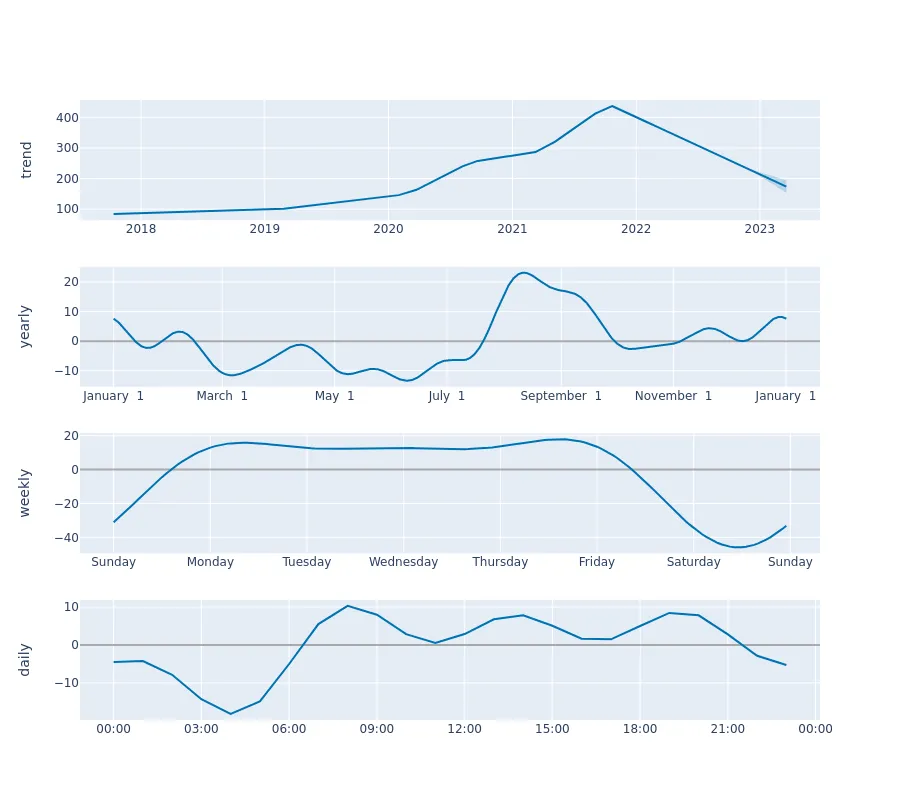 trend
400
300
200
100
2018 2019 2020 2021 2022 2023
yearly
20
10
0
−10
January 1 March 1 May 1 July 1 September 1 November 1 January 1
weekly
20
0
−20
−40
Sunday Monday Tuesday Wednesday Thursday Friday Saturday Sunday
daily
10
0
−10
00:00 03:00 06:00 09:00 12:00 15:00 18:00 21:00 00:00